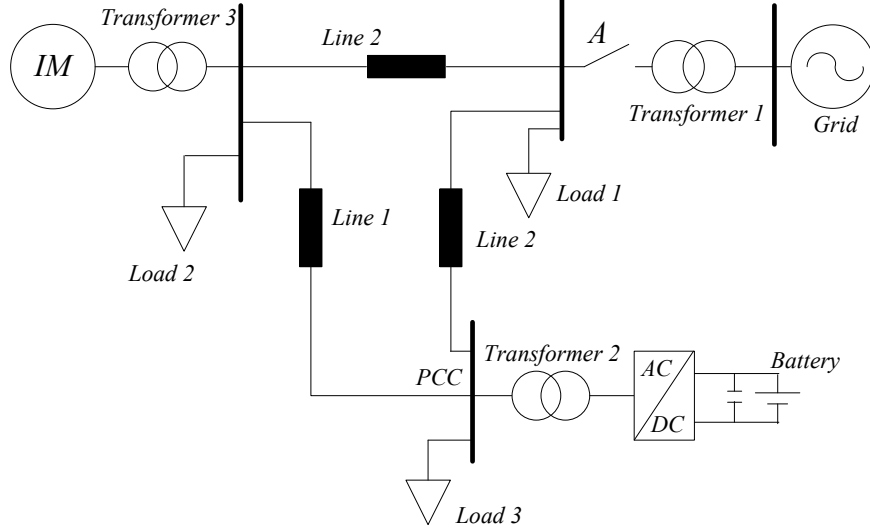 Transformer 3
IM
Line 2
A
Transformer 1
Grid
Load 1
Line 1
Line 2
Load 2
Transformer 2
PCC
AC
DC
Battery
Load 3